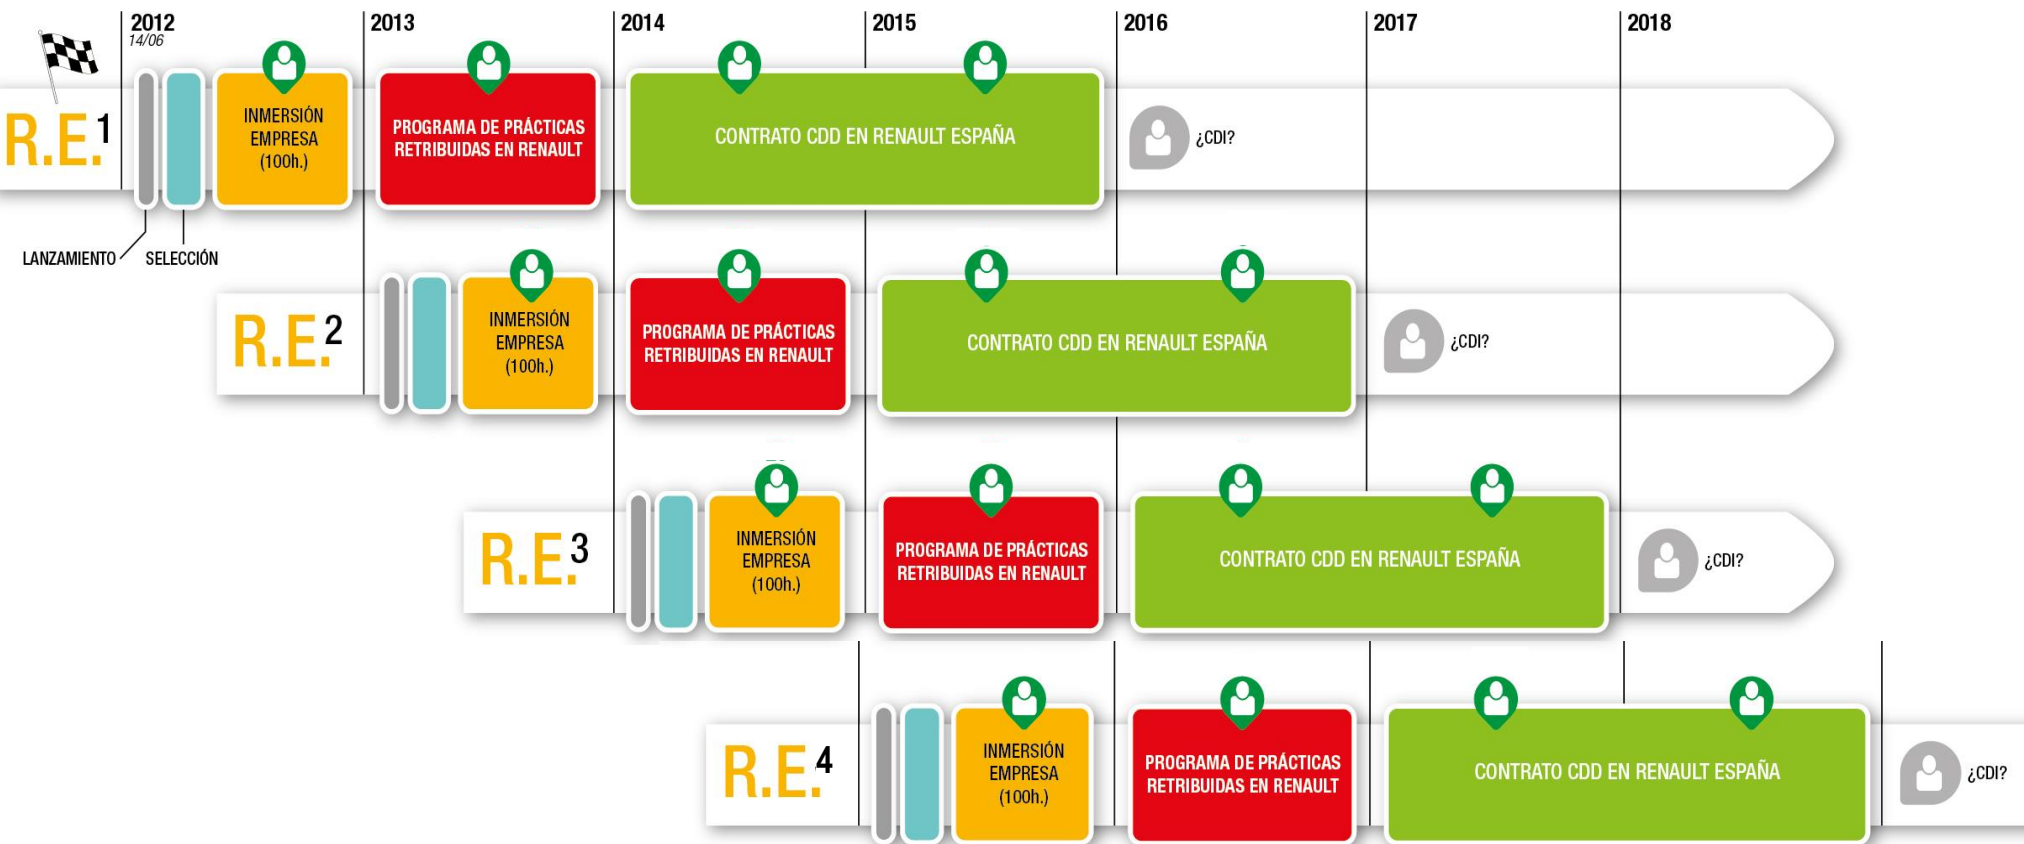 2012
14/06
2013
2014
2015
2016
2017
2018
R.E.1
INMERSIÓN
EMPRESA
(100h.)
PROGRAMA DE PRÁCTICAS
RETRIBUIDAS EN RENAULT
CONTRATO CDD EN RENAULT ESPAÑA
¿CDI?
LANZAMIENTO
SELECCIÓN
R.E.2
INMERSIÓN
EMPRESA
(100h.)
PROGRAMA DE PRÁCTICAS
RETRIBUIDAS EN RENAULT
CONTRATO CDD EN RENAULT ESPAÑA
¿CDI?
R.E.3
INMERSIÓN
EMPRESA
(100h.)
PROGRAMA DE PRÁCTICAS
RETRIBUIDAS EN RENAULT
CONTRATO CDD EN RENAULT ESPAÑA
¿CDI?
R.E.4
INMERSIÓN
EMPRESA
(100h.)
PROGRAMA DE PRÁCTICAS
RETRIBUIDAS EN RENAULT
CONTRATO CDD EN RENAULT ESPAÑA
¿CDI?